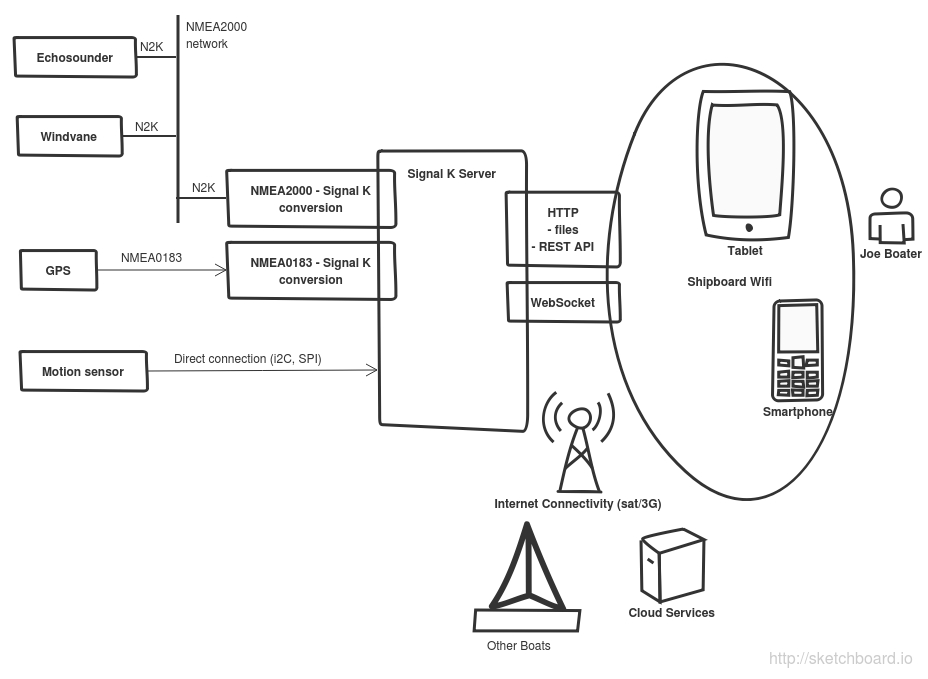 NMEA2000
network
N2K
Echosounder
N2K
Windvane
N2K
NMEA2000 - Signal K
conversion
Signal K Server
HTTP
- files
- REST API
Tablet
Joe Boater
NMEA0183
GPS
NMEA0183 - Signal K
conversion
Shipboard Wifi
WebSocket
Direct connection (i2C, SPI)
Motion sensor
Smartphone
Internet Connectivity (sat/3G)
Cloud Services
Other Boats
http://sketchboard.io